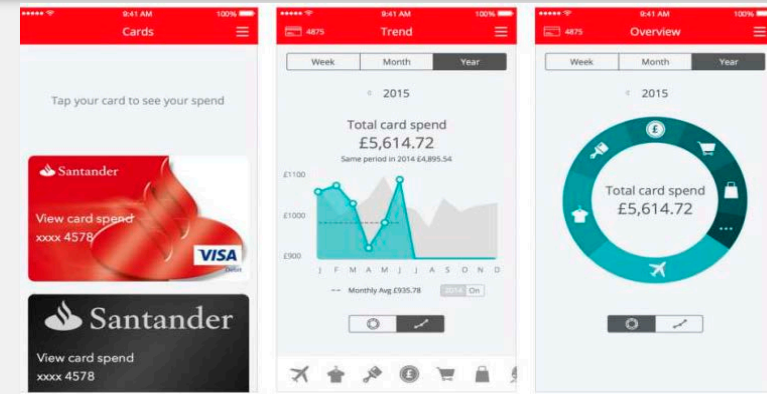 9:41 AM 100%
Cards
Tap your card to see your spend
Santander
View card spend
xxxx 4578
VISA
Debit
Santander
View card spend
xxxx 4578
9:41 AM 100%
4875 Trend
Week Month Year
< 2015
Total card spend
£5,614.72
Same period in 2014 £4,895.54
£1100
£1000
£900
J F M A M J J A S O N D
-- Monthly Avg £935.78 2014 On
£
9:41 AM 100%
4875 Overview
Week Month Year
< 2015
£
Total card spend
£5,614.72
...